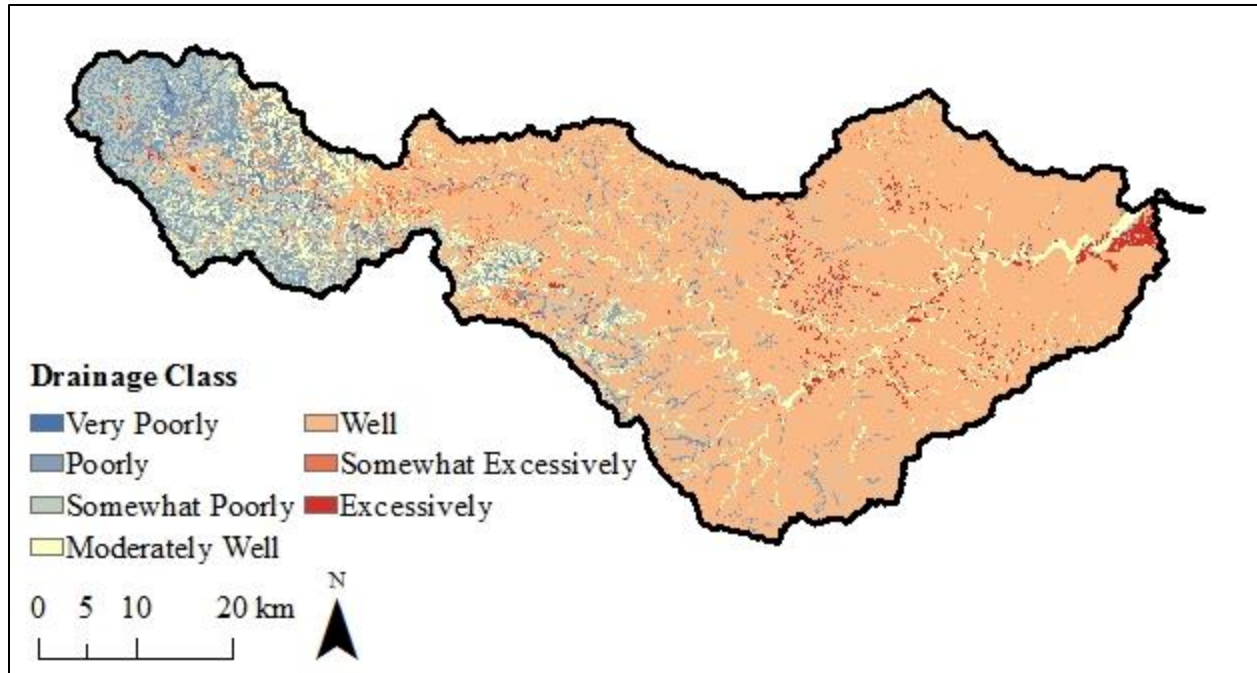 Drainage Class
Very Poorly
Poorly
Somewhat Poorly
Moderately Well
Well
Somewhat Excessively
Excessively
0 5 10 20 km
N